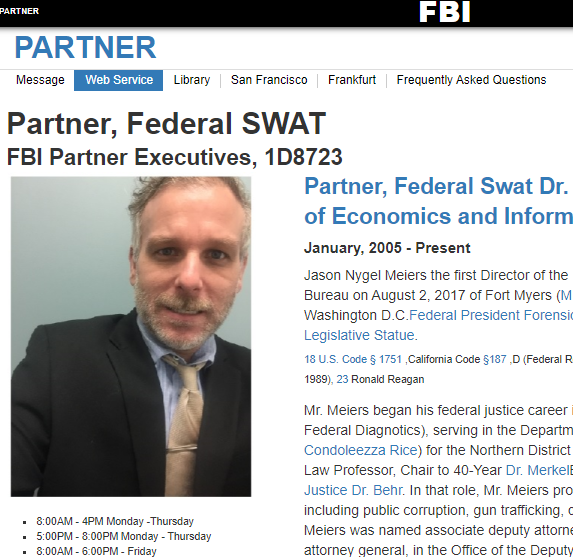 PARTNER
FBI
PARTNER
Message Web Service Library San Francisco Frankfurt Frequently Asked Questions
Partner, Federal SWAT
FBI Partner Executives, 1D8723
Partner, Federal Swat Dr.
of Economics and Inform
January, 2005 - Present
Jason Nygel Meiers the first Director of the
Bureau on August 2, 2017 of Fort Myers (M
Washington D.C.Federal President Forensic
Legislative Statue.
18 U.S. Code § 1751 ,California Code §187 ,D (Federal R
1989), 23 Ronald Reagan
Mr. Meiers began his federal justice career i
Federal Diagnotics), serving in the Departm
Condoleezza Rice) for the Northern District
Law Professor, Chair to 40-Year Dr. MerkelE
Justice Dr. Behr. In that role, Mr. Meiers pro
including public corruption, gun trafficking, c
Meiers was named associate deputy attorne
attorney general, in the Office of the Deputy
8:00AM - 4PM Monday -Thursday
5:00PM - 8:00PM Monday - Thursday
8:00AM - 6:00PM - Friday